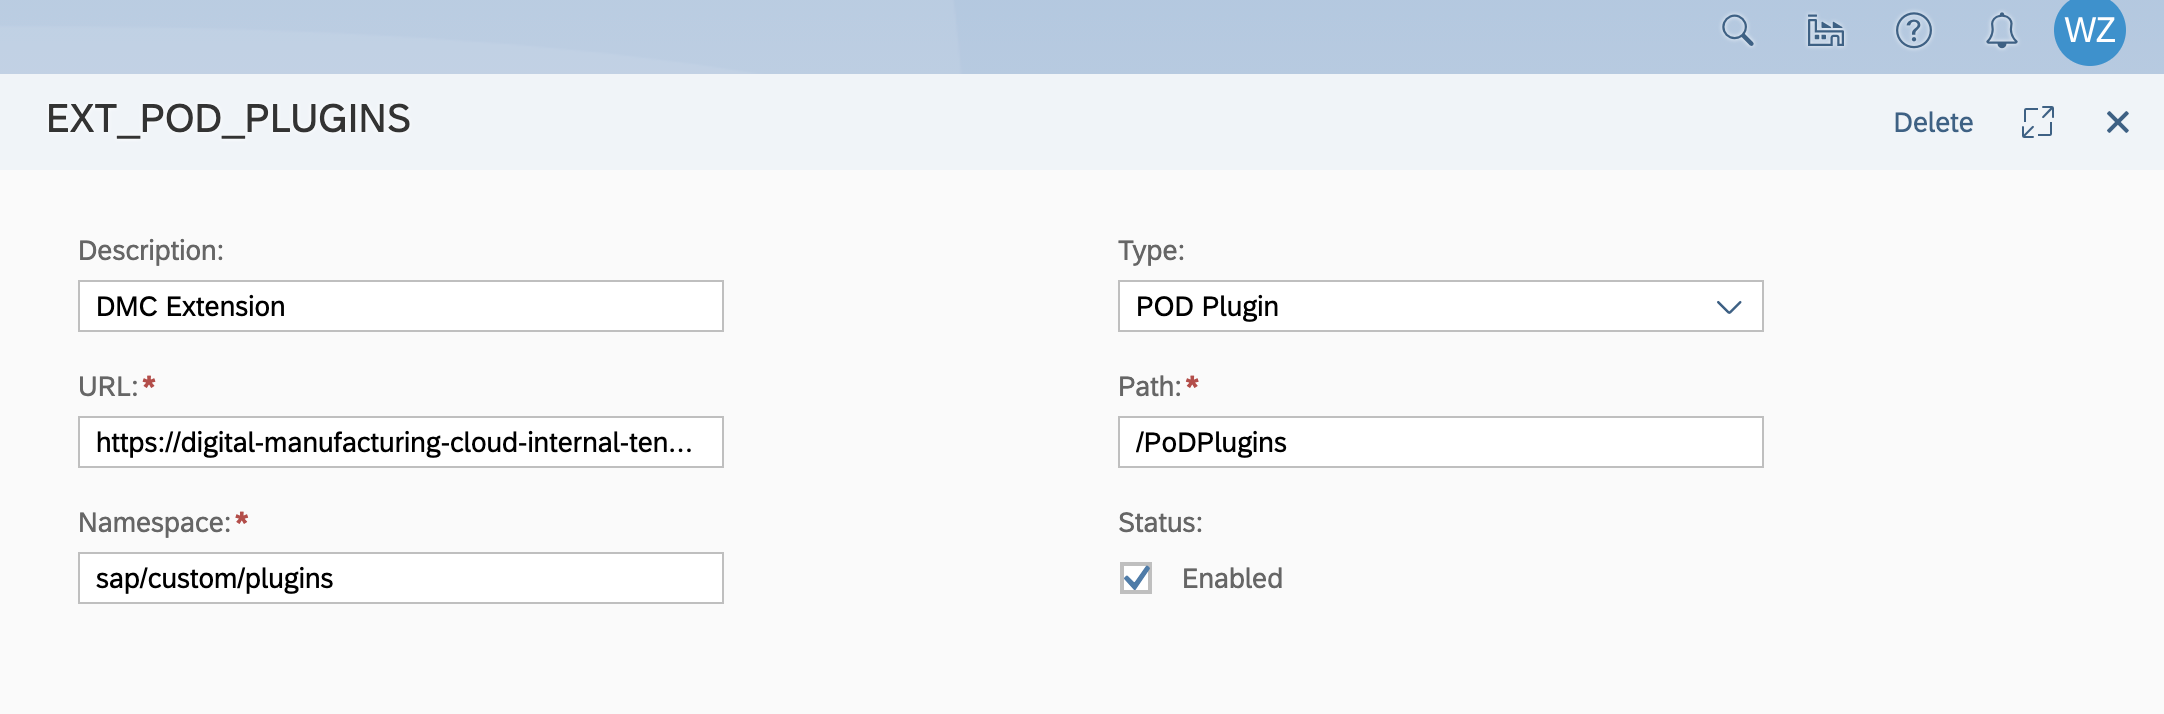 WZ
EXT_POD_PLUGINS
Delete
Description:
DMC Extension
Type:
POD Plugin
URL:*
https://digital-manufacturing-cloud-internal-ten...
Path:*
/PoDPlugins
Namespace:*
sap/custom/plugins
Status:
Enabled